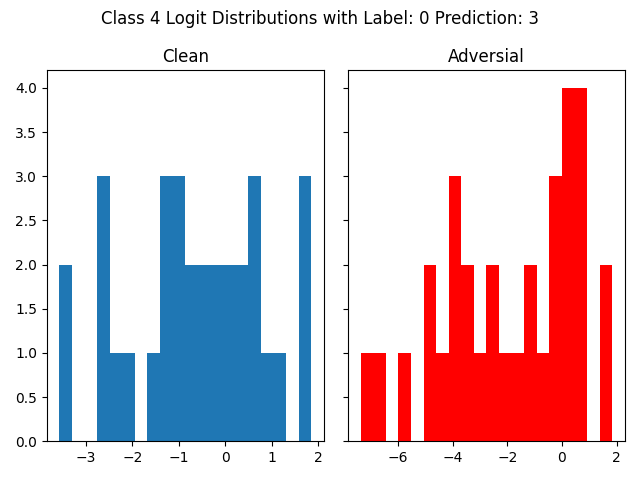 Class 4 Logit Distributions with Label: 0 Prediction: 3
Clean
Adversial
4.0
3.5
3.0
2.5
2.0
1.5
1.0
0.5
0.0
−3 −2 −1 0 1 2
−6 −4 −2 0 2